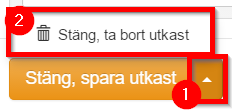 2
Stäng, ta bort utkast
1
Stäng, spara utkast